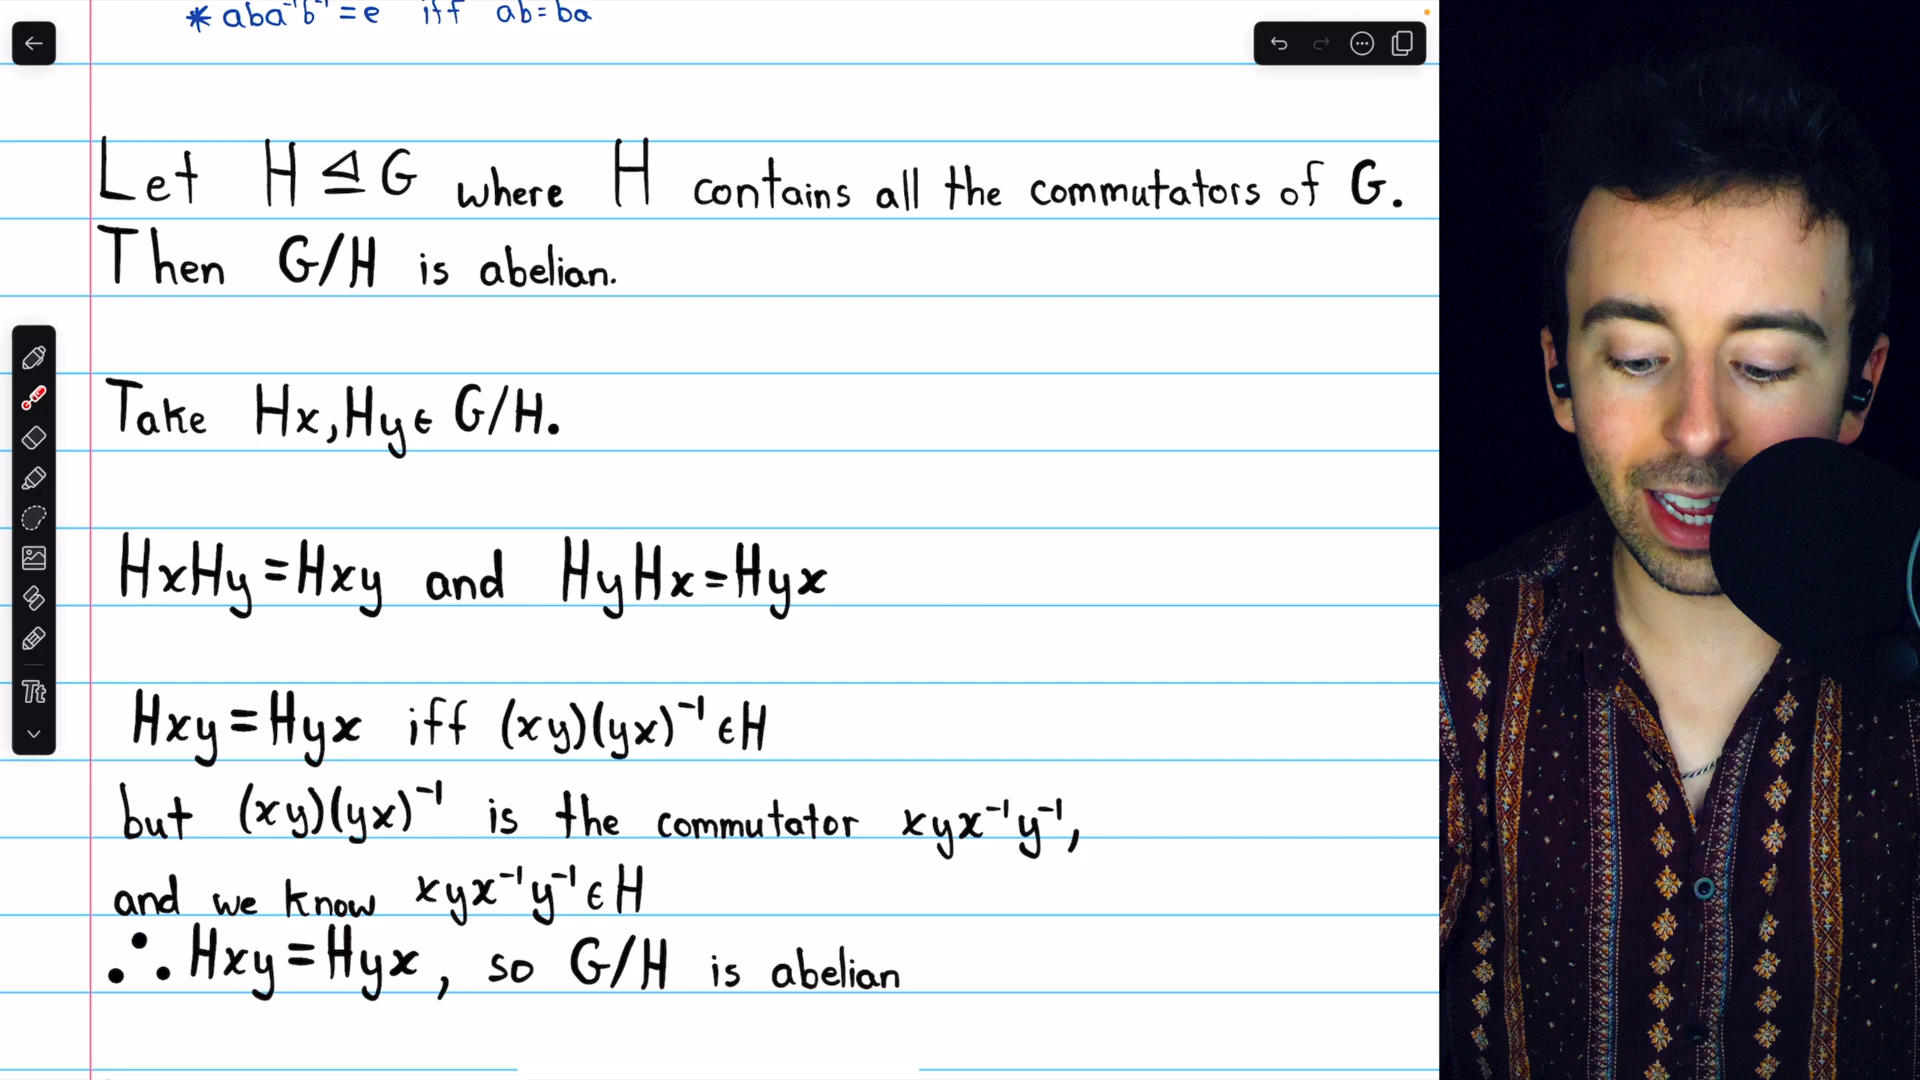 * aba⁻¹b⁻¹ = e iff ab = ba
Let H ⊴ G where H contains all the commutators of G.
Then G/H is abelian.
Take Hx, Hy ∈ G/H.
HxHy = Hxy and HyHx = Hyx
Hxy = Hyx iff (xy)(yx)⁻¹ ∈ H
but (xy)(yx)⁻¹ is the commutator xyx⁻¹y⁻¹,
and we know xyx⁻¹y⁻¹ ∈ H
∴ Hxy = Hyx, so G/H is abelian
Tt